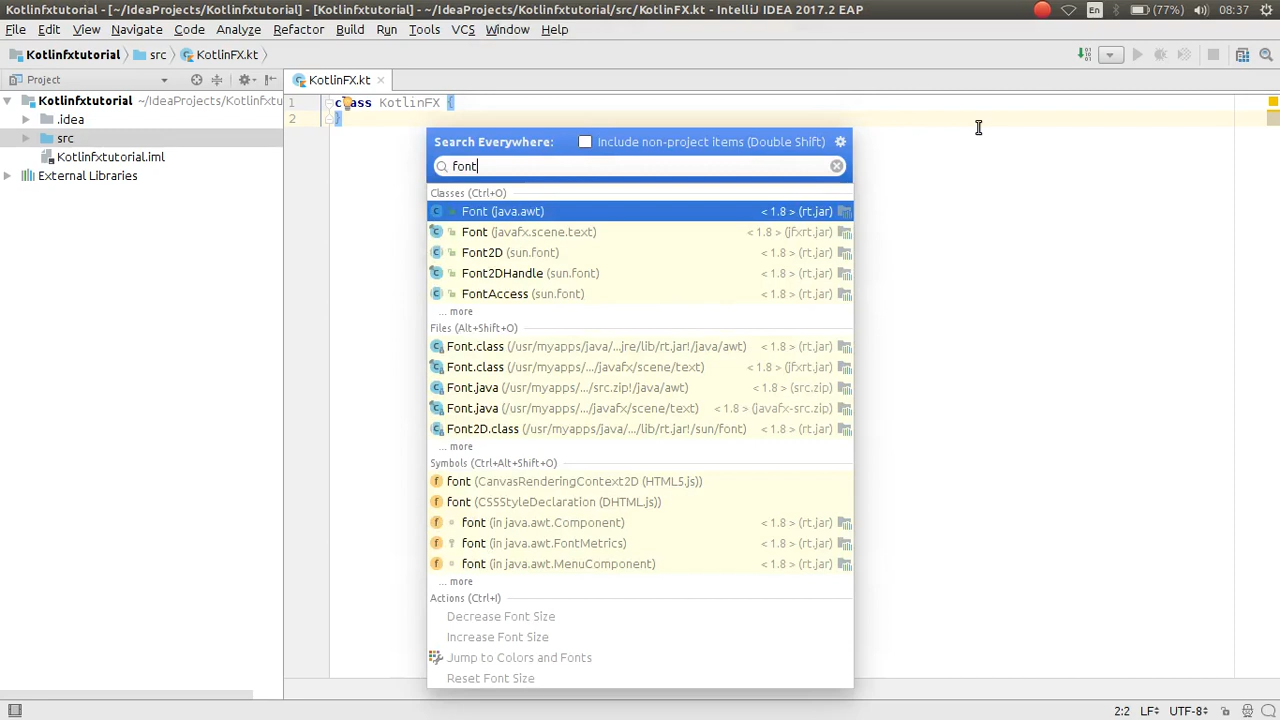 Kotlinfxtutorial - [~/IdeaProjects/Kotlinfxtutorial] - [Kotlinfxtutorial] - ~/IdeaProjects/Kotlinfxtutorial/src/KotlinFX.kt - IntelliJ IDEA 2017.2 EAP
En (77%) 08:37
File Edit View Navigate Code Analyze Refactor Build Run Tools VCS Window Help
Kotlinfxtutorial src KotlinFX.kt
Project
KotlinFX.kt
Kotlinfxtutorial ~/IdeaProjects/Kotlinfxtu
.idea
src
Kotlinfxtutorial.iml
External Libraries
1 class KotlinFX {
2 }
Search Everywhere: Include non-project items (Double Shift)
font
Classes (Ctrl+O)
Font (java.awt) < 1.8 > (rt.jar)
Font (javafx.scene.text) < 1.8 > (jfxrt.jar)
Font2D (sun.font) < 1.8 > (rt.jar)
Font2DHandle (sun.font) < 1.8 > (rt.jar)
FontAccess (sun.font) < 1.8 > (rt.jar)
... more
Files (Alt+Shift+O)
Font.class (/usr/myapps/java/...jre/lib/rt.jar!/java/awt) < 1.8 > (rt.jar)
Font.class (/usr/myapps/.../javafx/scene/text) < 1.8 > (jfxrt.jar)
Font.java (/usr/myapps/.../src.zip!/java/awt) < 1.8 > (src.zip)
Font.java (/usr/myapps/.../javafx/scene/text) < 1.8 > (javafx-src.zip)
Font2D.class (/usr/myapps/java/.../lib/rt.jar!/sun/font) < 1.8 > (rt.jar)
... more
Symbols (Ctrl+Alt+Shift+O)
font (CanvasRenderingContext2D (HTML5.js))
font (CSSStyleDeclaration (DHTML.js))
font (in java.awt.Component) < 1.8 > (rt.jar)
font (in java.awt.FontMetrics) < 1.8 > (rt.jar)
font (in java.awt.MenuComponent) < 1.8 > (rt.jar)
... more
Actions (Ctrl+I)
Decrease Font Size
Increase Font Size
Jump to Colors and Fonts
Reset Font Size
2:2 LF UTF-8